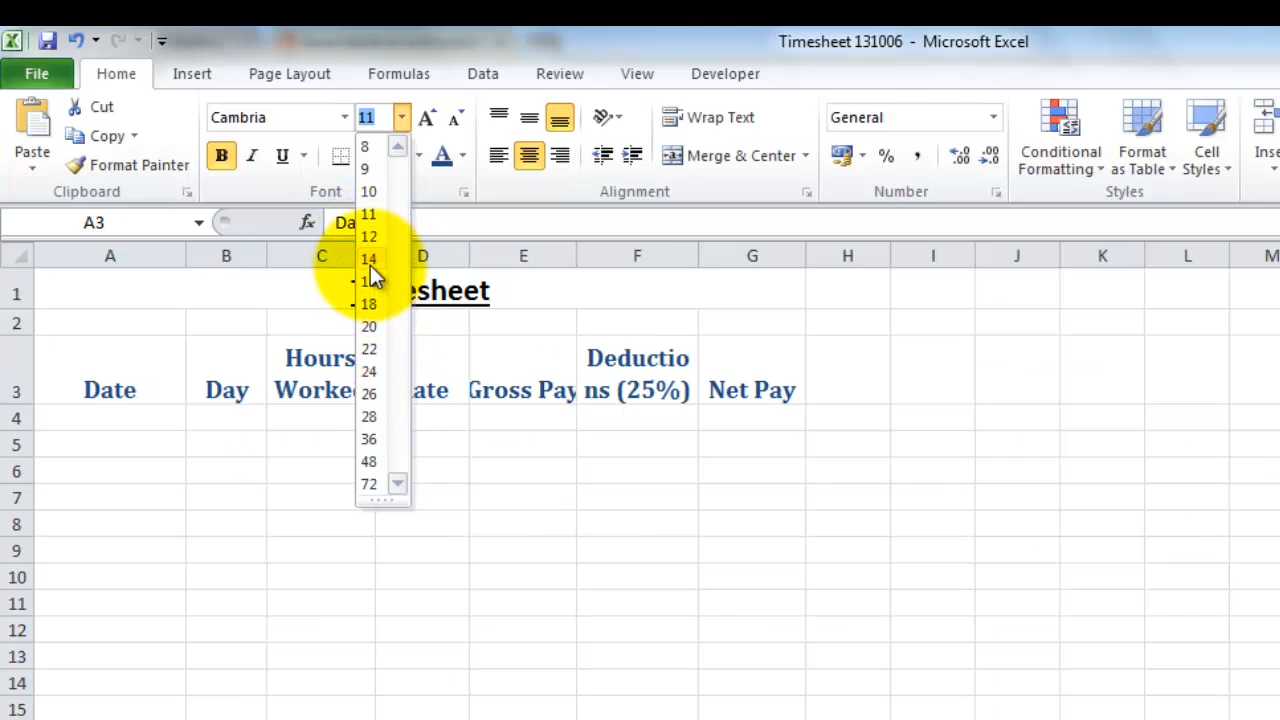 Timesheet 131006 - Microsoft Excel
File Home Insert Page Layout Formulas Data Review View Developer
Cut
Copy
Format Painter
Paste
Clipboard
Cambria 11
B I U
Font
Wrap Text
Merge & Center
Alignment
General
% ,
Number
Conditional Formatting
Format as Table
Cell Styles
Styles
8
9
10
11
12
14
18
20
22
24
26
28
36
48
72
A3 fx
A B C D E F G H I J K L M
1
2
3 Date Day Hours Gross Pay Deductio
ns (25%) Net Pay
4
5
6
7
8
9
10
11
12
13
14
15